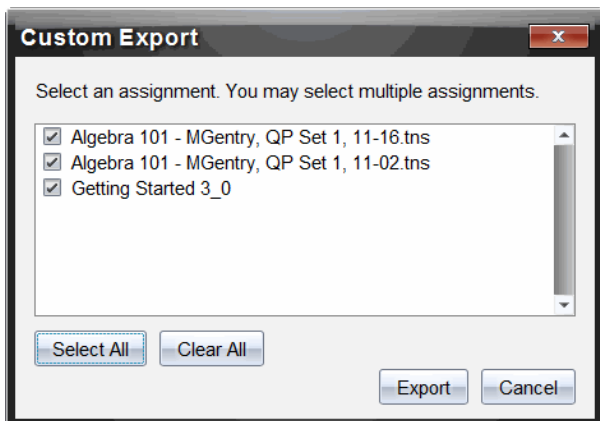 Custom Export
Select an assignment. You may select multiple assignments.
Algebra 101 - MGentry, QP Set 1, 11-16.tns
Algebra 101 - MGentry, QP Set 1, 11-02.tns
Getting Started 3_0
Select All Clear All
Export Cancel